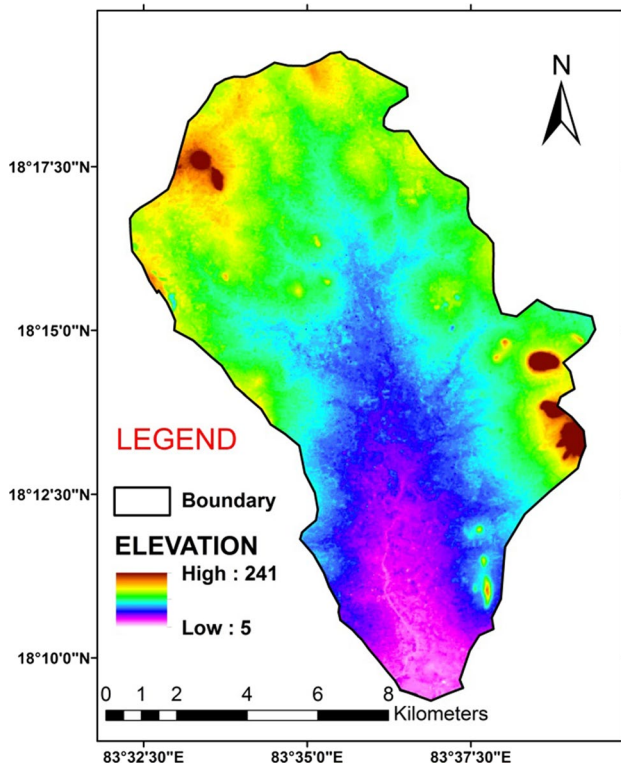 N
18°17'30"N
18°15'0"N
18°12'30"N
18°10'0"N
LEGEND
Boundary
ELEVATION
High : 241
Low : 5
0 1 2 4 6 8
Kilometers
83°32'30"E 83°35'0"E 83°37'30"E